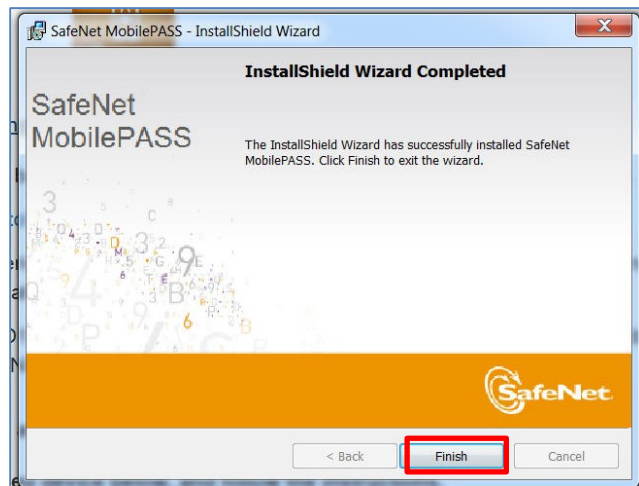 SafeNet MobilePASS - InstallShield Wizard
InstallShield Wizard Completed
SafeNet
MobilePASS
The InstallShield Wizard has successfully installed SafeNet
MobilePASS. Click Finish to exit the wizard.
SafeNet
< Back
Finish
Cancel